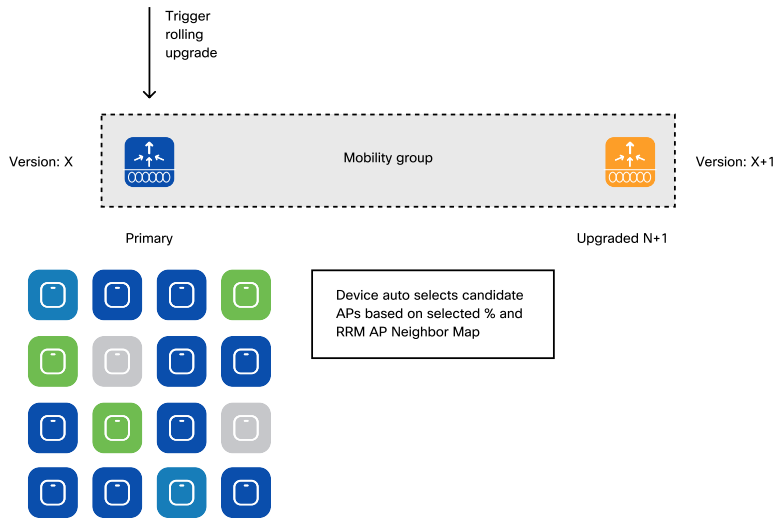 Trigger
rolling
upgrade
Version: X
Mobility group
Version: X+1
Primary
Upgraded N+1
Device auto selects candidate
APs based on selected % and
RRM AP Neighbor Map